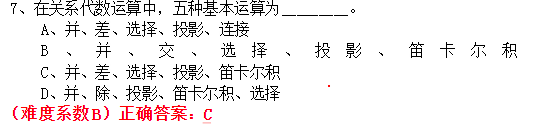 7、在关系代数运算中，五种基本运算为________。
A、并、差、选择、投影、连接
B、并、交、选择、投影、笛卡尔积
C、并、差、选择、投影、笛卡尔积
D、并、除、投影、笛卡尔积、选择
（难度系数B）正确答案：C